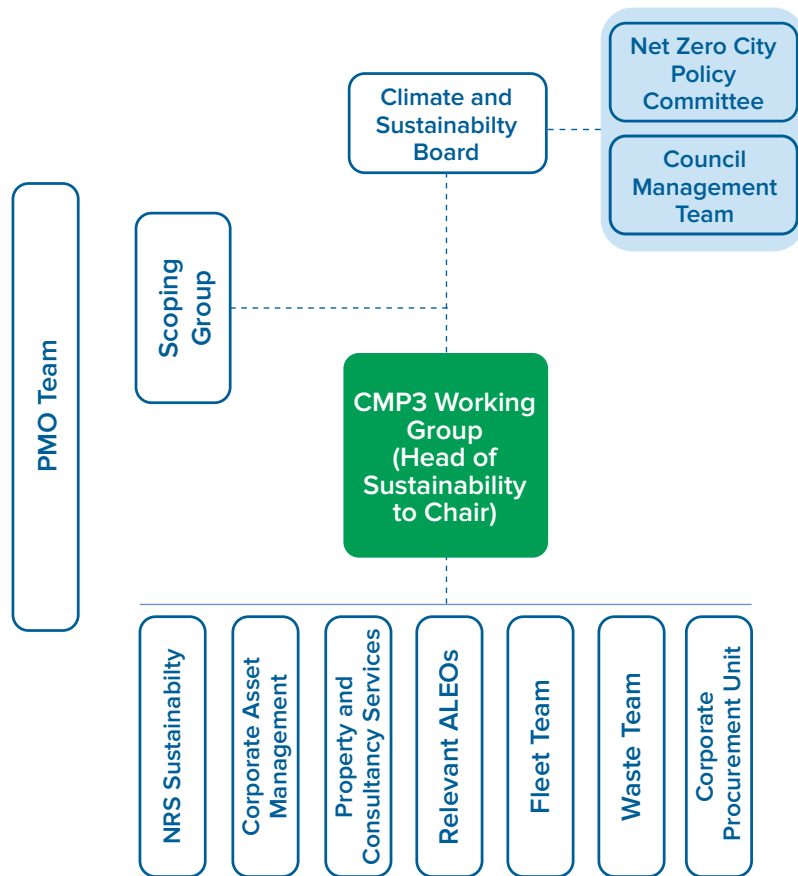 Net Zero City
Policy
Committee
Climate and
Sustainabilty
Board
Council
Management
Team
PMO Team
Scoping
Group
CMP3 Working
Group
(Head of
Sustainability
to Chair)
NRS Sustainabilty
Corporate Asset
Management
Property and
Consultancy Services
Relevant ALEOs
Fleet Team
Waste Team
Corporate
Procurement Unit